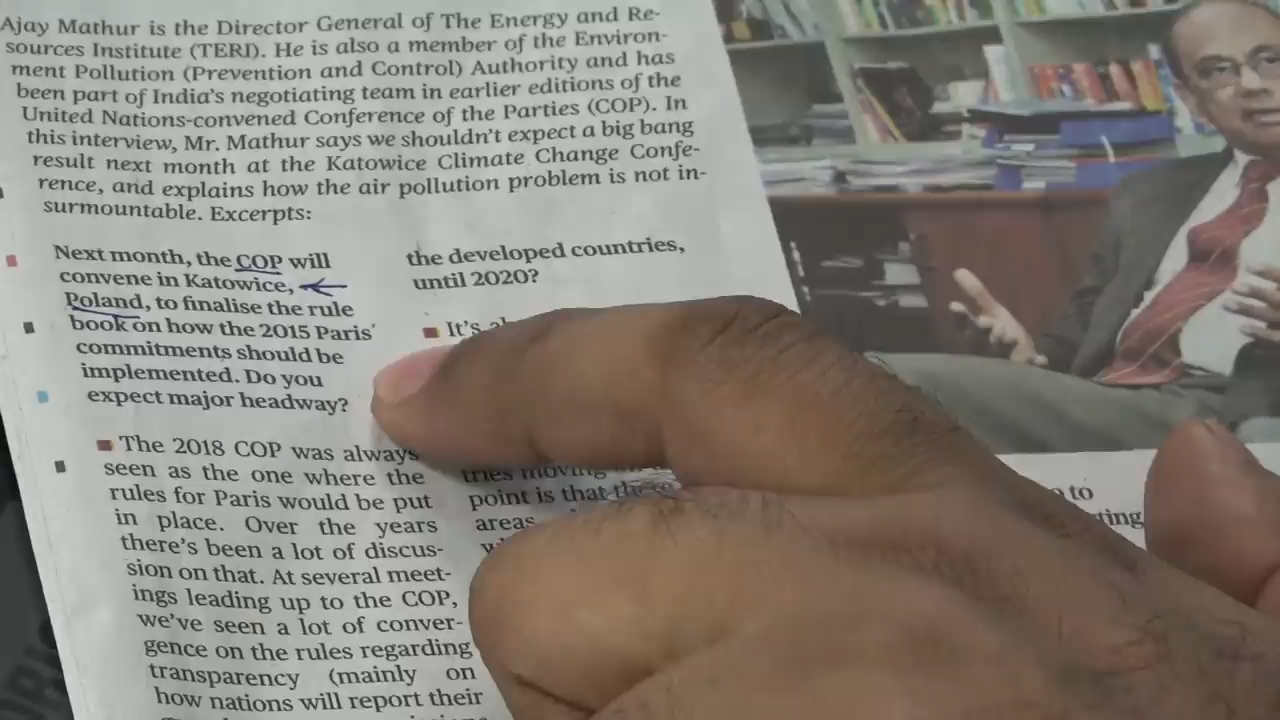 Ajay Mathur is the Director General of The Energy and Re-
sources Institute (TERI). He is also a member of the Environ-
ment Pollution (Prevention and Control) Authority and has
been part of India's negotiating team in earlier editions of the
United Nations-convened Conference of the Parties (COP). In
this interview, Mr. Mathur says we shouldn't expect a big bang
result next month at the Katowice Climate Change Confe-
rence, and explains how the air pollution problem is not in-
surmountable. Excerpts:
Next month, the COP will
convene in Katowice,
Poland, to finalise the rule
book on how the 2015 Paris
commitments should be
implemented. Do you
expect major headway?
The 2018 COP was always
seen as the one where the
rules for Paris would be put
in place. Over the years
there's been a lot of discus-
sion on that. At several meet-
ings leading up to the COP,
we've seen a lot of conver-
gence on the rules regarding
transparency (mainly on
how nations will report their
the developed countries,
until 2020?
It's
tries moving
point is that there
areas
to
ting